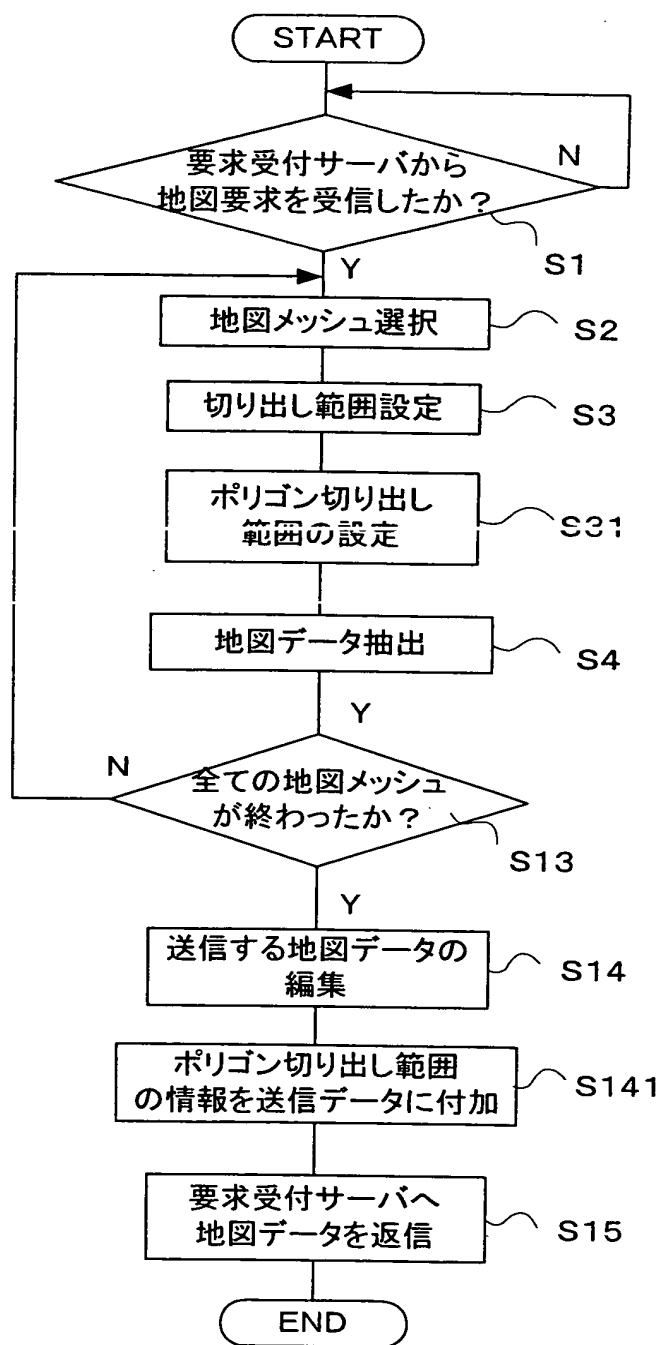 START
要求受付サーバから
地図要求を受信したか？
N
S1
Y
地図メッシュ選択
S2
切り出し範囲設定
S3
ポリゴン切り出し
範囲の設定
S31
地図データ抽出
S4
Y
N
全ての地図メッシュ
が終わったか？
S13
Y
送信する地図データの
編集
S14
ポリゴン切り出し範囲
の情報を送信データに付加
S141
要求受付サーバへ
地図データを返信
S15
END